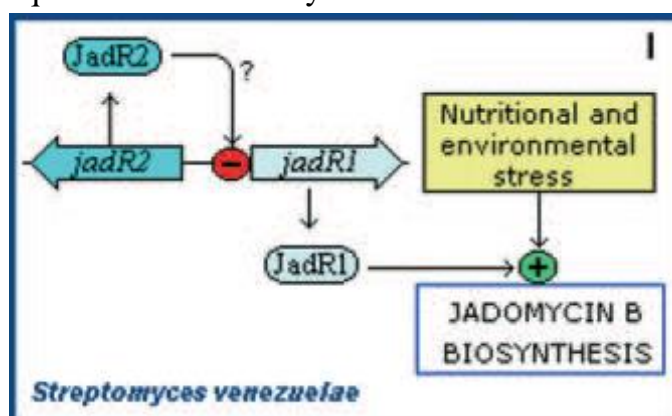 JadR2
I
?
Nutritional and
environmental
stress
jadR2
−
jadR1
JadR1
+
JADOMYCIN B
BIOSYNTHESIS
Streptomyces venezuelae